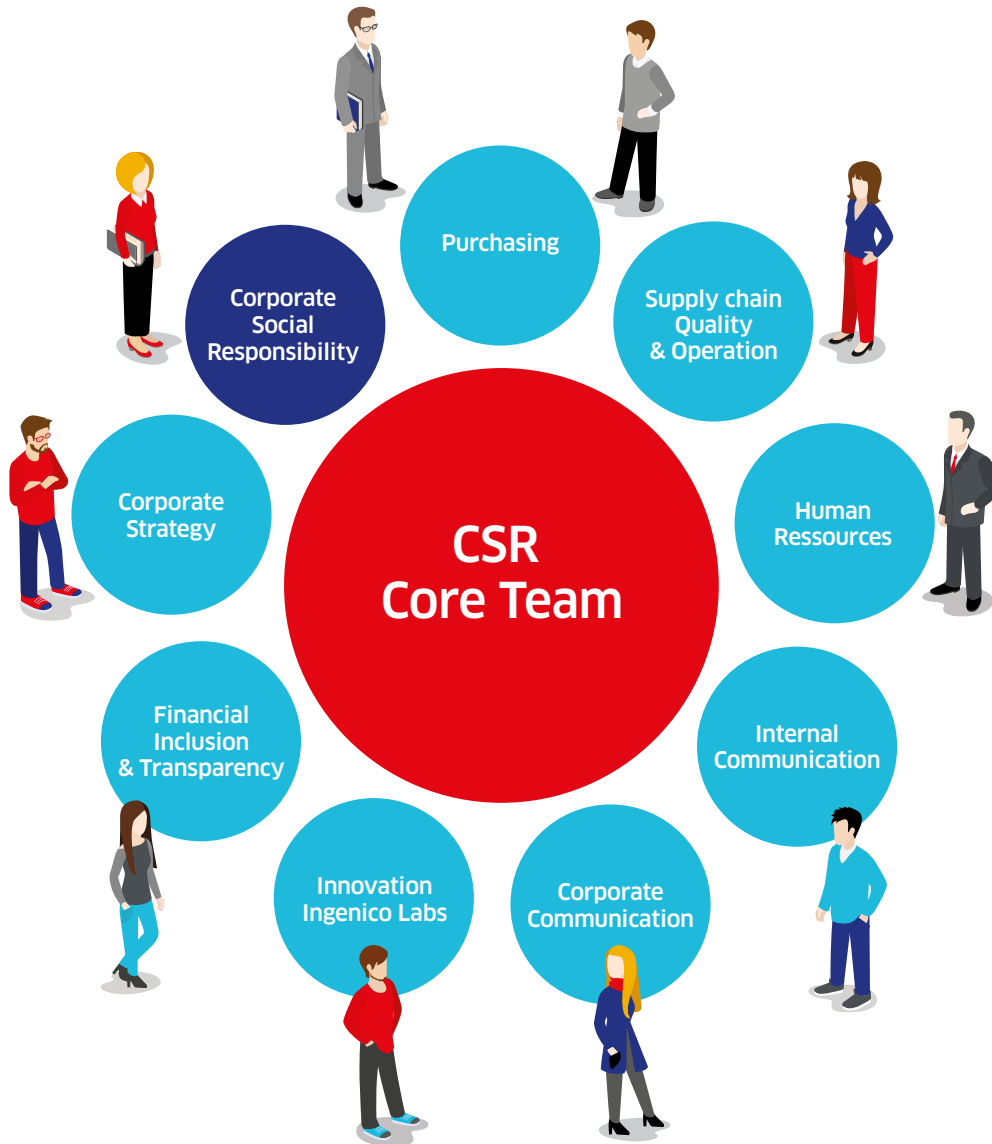 Purchasing
Corporate
Social
Responsibility
Supply chain
Quality
& Operation
Corporate
Strategy
Human
Ressources
CSR
Core Team
Financial
Inclusion
& Transparency
Internal
Communication
Innovation
Ingenico Labs
Corporate
Communication